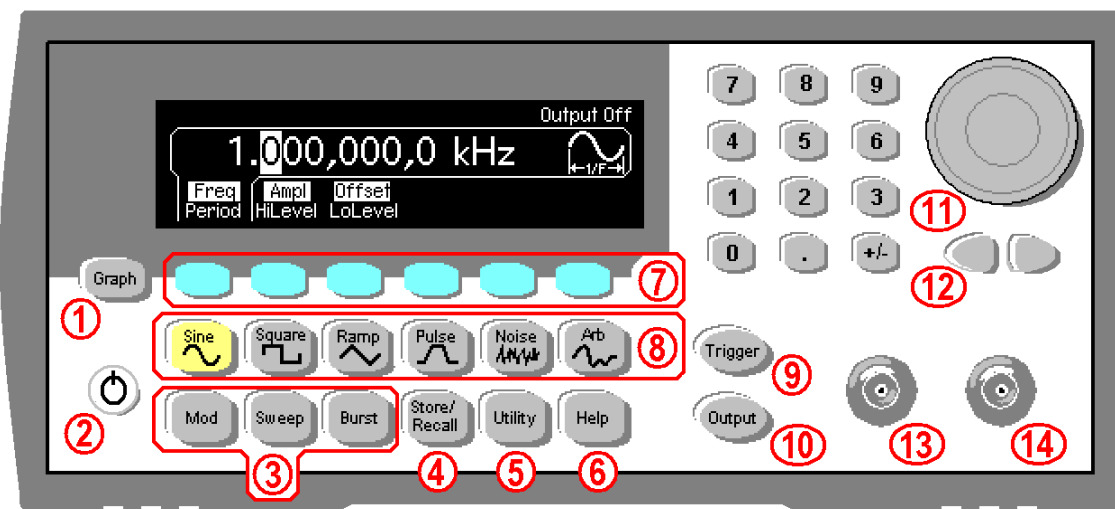 Output Off
1.000,000,0 kHz
←1/F→
Freq Ampl Offset
Period HiLevel LoLevel
7 8 9
4 5 6
1 2 3
0 . +/-
11
12
Graph
1
7
Sine Square Ramp Pulse Noise Arb
8
Trigger
9
2
Mod Sweep Burst Store/
Recall Utility Help
Output
10
3 4 5 6
13 14